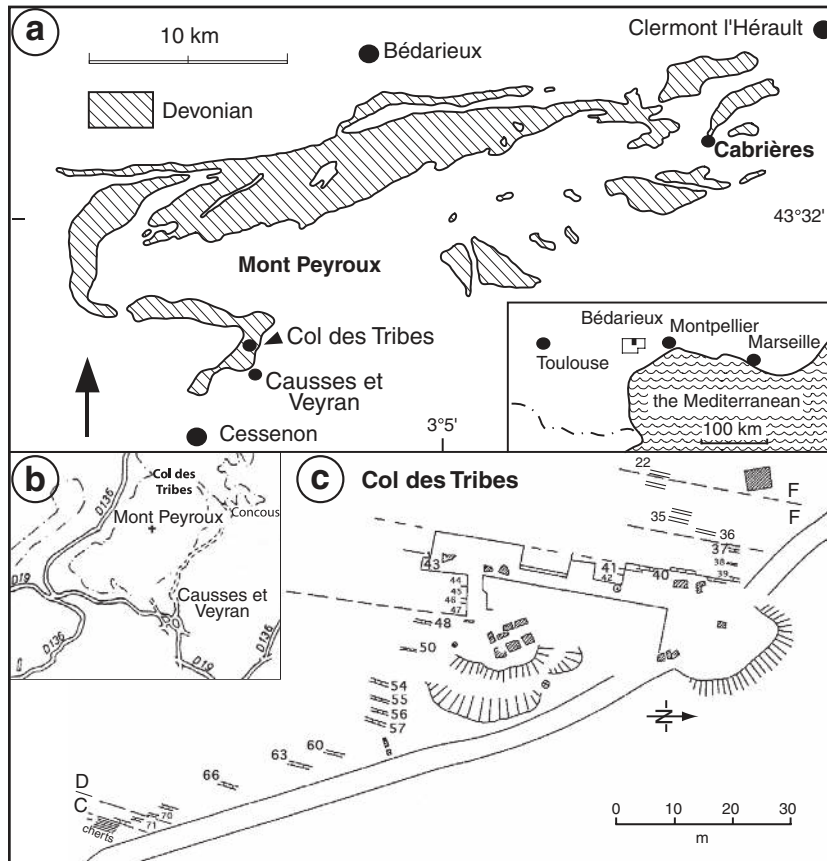 a
10 km
Bédarieux
Clermont l'Hérault
Devonian
Cabrières
43°32'
Mont Peyroux
Col des Tribes
Causses et
Veyran
Cessenon
3°5'
Bédarieux
Montpellier
Marseille
Toulouse
the Mediterranean
100 km
b
D136
Col des
Tribes
Mont Peyroux
Concous
D19
Causses et
Veyran
D136
D19
D136
c
Col des Tribes
22
F
F
35
36
37
38
39
40
41
42
43
44
45
46
47
48
50
54
55
56
57
60
63
66
70
71
D
C
cherts
N
0 10 20 30
m